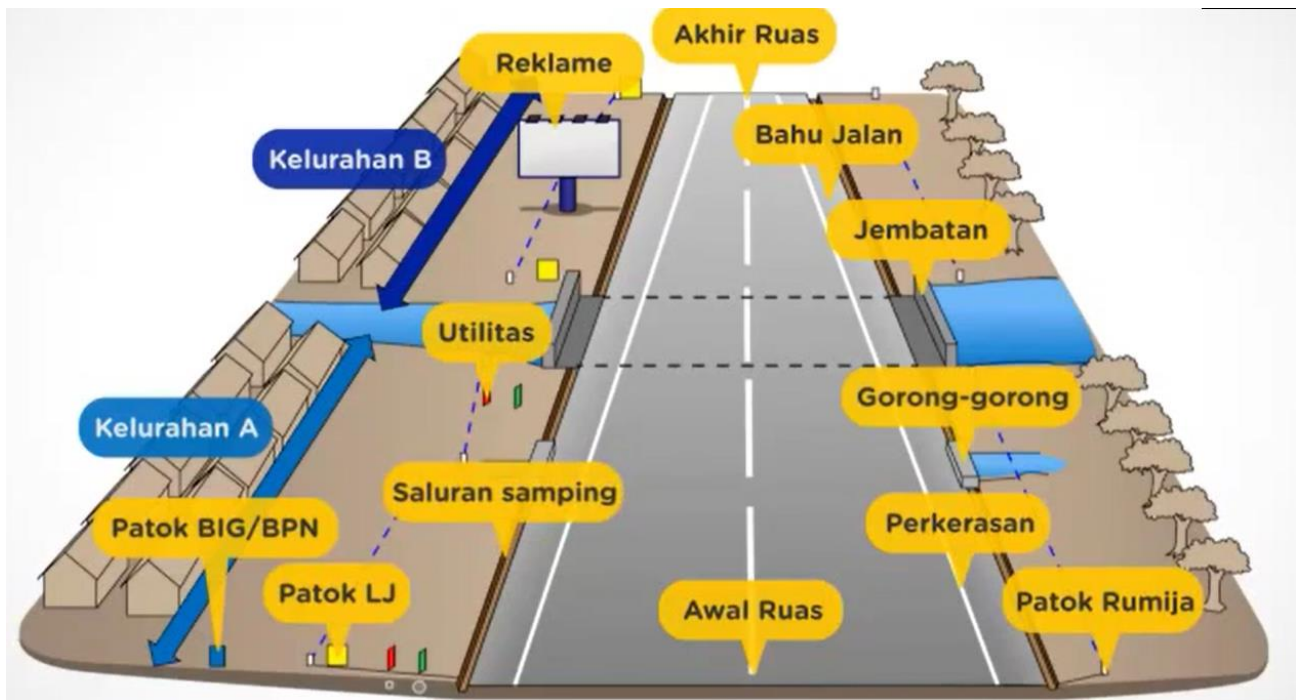 Akhir Ruas
Reklame
Bahu Jalan
Kelurahan B
Jembatan
Utilitas
Gorong-gorong
Kelurahan A
Saluran samping
Patok BIG/BPN
Perkerasan
Patok LJ
Awal Ruas
Patok Rumija